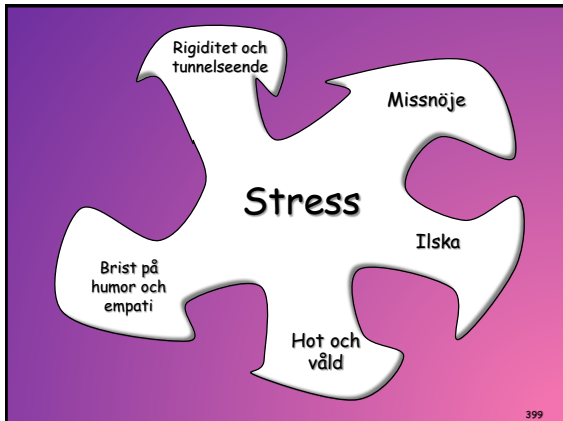 Rigiditet och
tunnelseende
Missnöje
Stress
Ilska
Brist på
humor och
empati
Hot och
våld
399